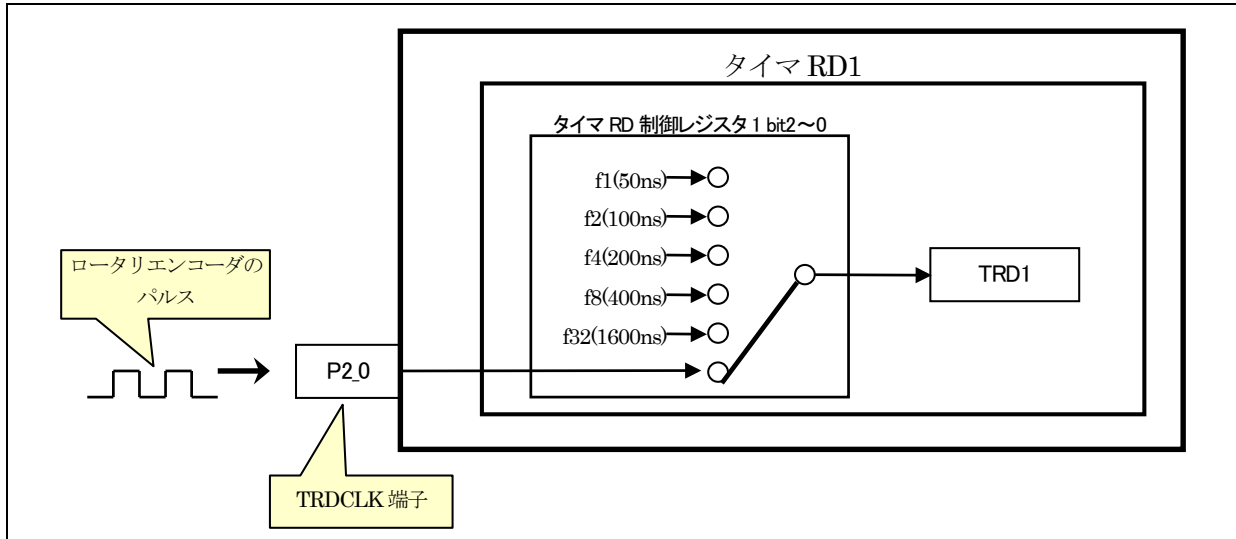 タイマ RD1
タイマ RD 制御レジスタ 1 bit2～0
f1(50ns)
f2(100ns)
f4(200ns)
f8(400ns)
f32(1600ns)
TRD1
ロータリエンコーダの
パルス
P2_0
TRDCLK 端子